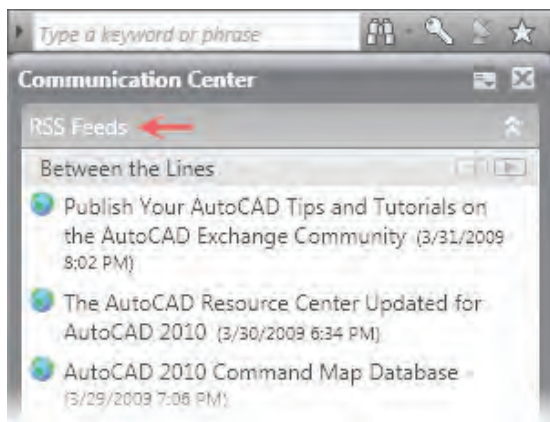 Type a keyword or phrase
Communication Center
RSS Feeds
Between the Lines
Publish Your AutoCAD Tips and Tutorials on
the AutoCAD Exchange Community (3/31/2009
8:02 PM)
The AutoCAD Resource Center Updated for
AutoCAD 2010 (3/30/2009 6:34 PM)
AutoCAD 2010 Command Map Database
(3/29/2009 7:06 PM)